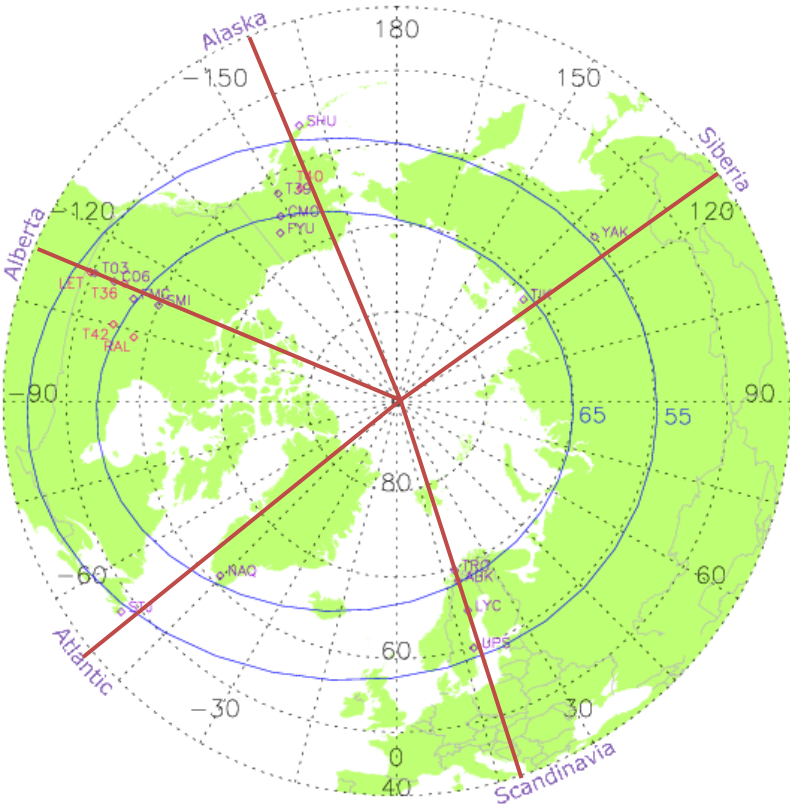 Alaska
180
−150
150
SHU
Siberia
T40
T39
−120
CMO
120
FYU
YAK
Alberta
T03
LET
C06
T36
SMI
TIK
T42
RAL
−90
65
55
90
80
TRO
ABK
−60
NAQ
60
STJ
LYC
UPS
60
Atlantic
−30
30
0
40
Scandinavia